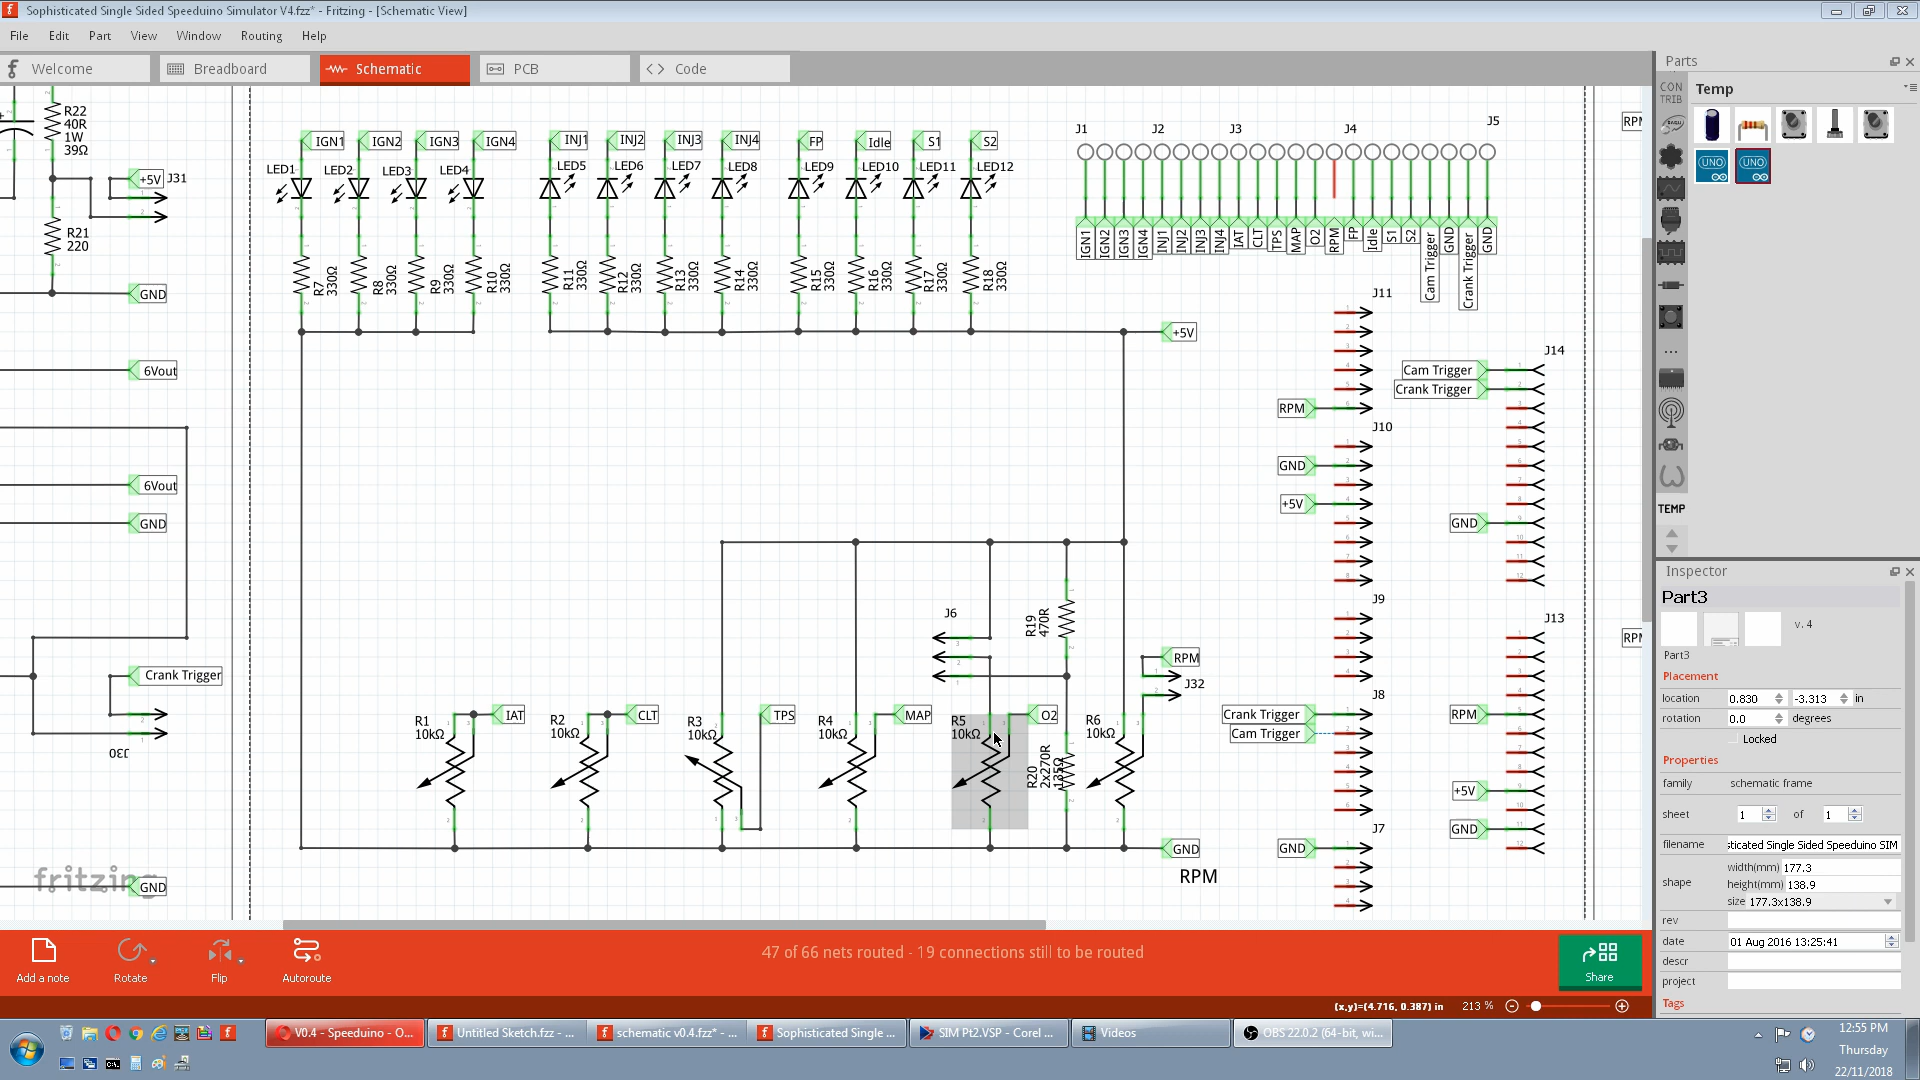 Sophisticated Single Sided Speeduino Simulator V4.fzz* - Fritzing - [Schematic View]
File Edit Part View Window Routing Help
Welcome
Breadboard
Schematic
PCB
Code
R22
40R
1W
39Ω
+5V
J31
R21
220
GND
6Vout
6Vout
GND
Crank Trigger
J30
GND
fritzing
IGN1 IGN2 IGN3 IGN4 INJ1 INJ2 INJ3 INJ4 FP Idle S1 S2
LED1 LED2 LED3 LED4 LED5 LED6 LED7 LED8 LED9 LED10 LED11 LED12
R7 330Ω
R8 330Ω
R9 330Ω
R10 330Ω
R11 330Ω
R12 330Ω
R13 330Ω
R14 330Ω
R15 330Ω
R16 330Ω
R17 330Ω
R18 330Ω
+5V
J1 J2 J3 J4 J5
IGN1 IGN2 IGN3 IGN4 INJ1 INJ2 INJ3 INJ4 IAT CLT TPS MAP O2 RPM FP Idle S1 S2 Cam Trigger GND Crank Trigger GND
J11
RPM
J10
GND
+5V
J9
J8
Crank Trigger
Cam Trigger
J7
GND
J14
Cam Trigger
Crank Trigger
GND
J13
RPM
+5V
GND
J6
R19
470R
RPM
J32
R1
10kΩ
IAT
R2
10kΩ
CLT
R3
10kΩ
TPS
R4
10kΩ
MAP
R5
10kΩ
O2
R20
2x270R
135Ω
R6
10kΩ
GND
RPM
Parts
CONTRIB
Temp
UNO
UNO
TEMP
Inspector
Part3
v. 4
Part3
Placement
location 0.830 -3.313 in
rotation 0.0 degrees
Locked
Properties
family schematic frame
sheet 1 of 1
filename sticated Single Sided Speeduino SIM
shape
width(mm) 177.3
height(mm) 138.9
size 177.3x138.9
rev
date 01 Aug 2016 13:25:41
descr
project
Tags
Add a note
Rotate
Flip
Autoroute
47 of 66 nets routed - 19 connections still to be routed
Share
(x,y)=(4.716, 0.387) in 213 %
V0.4 - Speeduino - O...
Untitled Sketch.fzz - ...
schematic v0.4.fzz* - ...
Sophisticated Single ...
SIM Pt2.VSP - Corel ...
Videos
OBS 22.0.2 (64-bit, wi...
12:55 PM
Thursday
22/11/2018